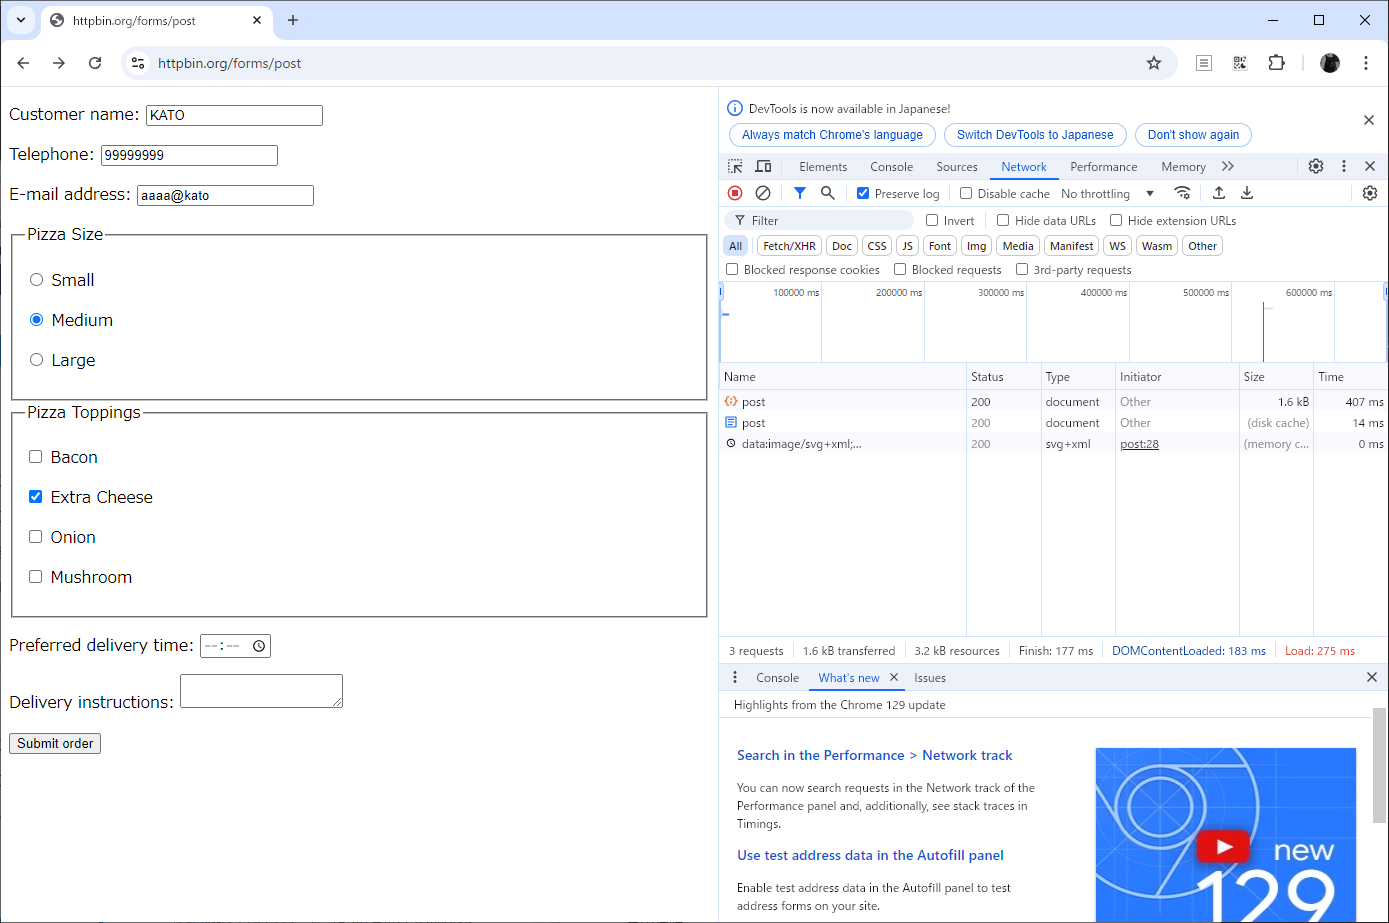 httpbin.org/forms/post
httpbin.org/forms/post
Customer name: KATO
Telephone: 99999999
E-mail address: aaaa@kato
Pizza Size
Small
Medium
Large
Pizza Toppings
Bacon
Extra Cheese
Onion
Mushroom
Preferred delivery time: --:--
Delivery instructions:
Submit order
DevTools is now available in Japanese!
Always match Chrome's language Switch DevTools to Japanese Don't show again
Elements Console Sources Network Performance Memory
Preserve log Disable cache No throttling
Filter Invert Hide data URLs Hide extension URLs
All Fetch/XHR Doc CSS JS Font Img Media Manifest WS Wasm Other
Blocked response cookies Blocked requests 3rd-party requests
100000 ms 200000 ms 300000 ms 400000 ms 500000 ms 600000 ms
Name Status Type Initiator Size Time
post 200 document Other 1.6 kB 407 ms
post 200 document Other (disk cache) 14 ms
data:image/svg+xml;... 200 svg+xml post:28 (memory c... 0 ms
3 requests 1.6 kB transferred 3.2 kB resources Finish: 177 ms DOMContentLoaded: 183 ms Load: 275 ms
Console What's new Issues
Highlights from the Chrome 129 update
Search in the Performance > Network track
You can now search requests in the Network track of the
Performance panel and, additionally, see stack traces in
Timings.
Use test address data in the Autofill panel
Enable test address data in the Autofill panel to test
address forms on your site.
new
129